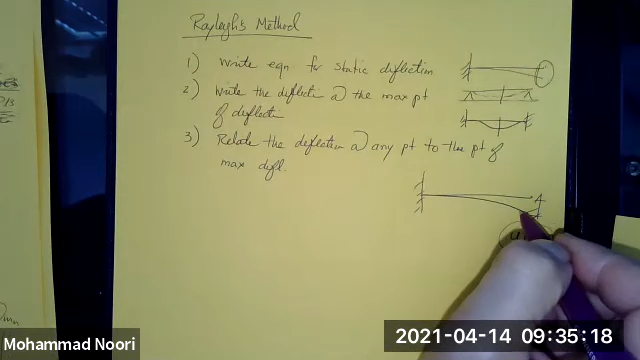 Rayleigh's Method
1) Write eqn for static deflection
2) Write the deflectn @ the max pt
of deflectn
3) Relate the deflection @ any pt to the pt of
max defl.
Mohammad Noori
2021-04-14 09:35:18